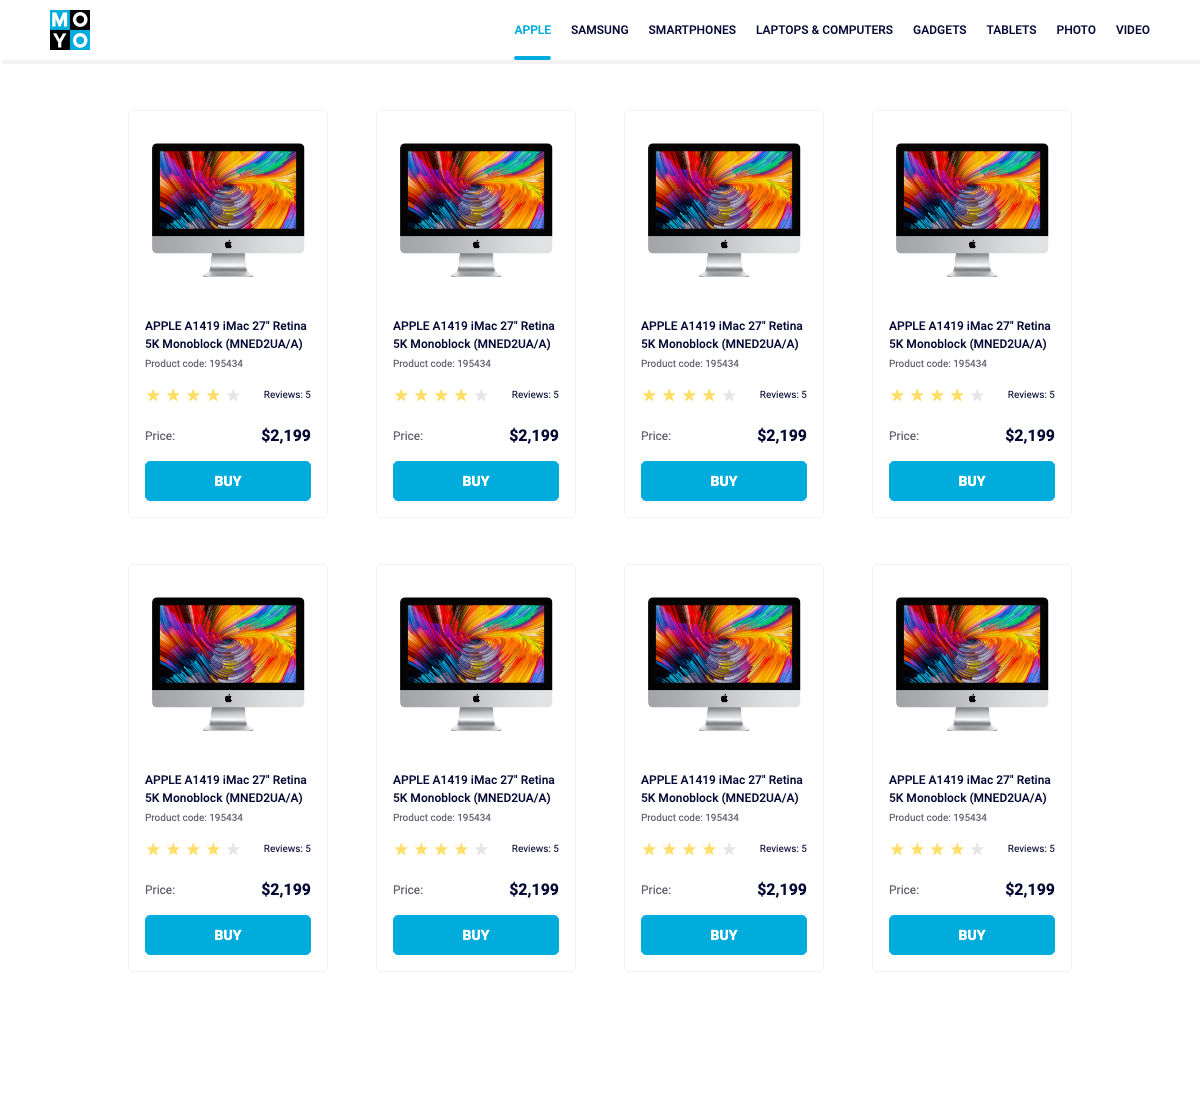 MO
YO
APPLE SAMSUNG SMARTPHONES LAPTOPS & COMPUTERS GADGETS TABLETS PHOTO VIDEO
APPLE A1419 iMac 27" Retina
5K Monoblock (MNED2UA/A)
Product code: 195434
Reviews: 5
Price: $2,199
BUY
APPLE A1419 iMac 27" Retina
5K Monoblock (MNED2UA/A)
Product code: 195434
Reviews: 5
Price: $2,199
BUY
APPLE A1419 iMac 27" Retina
5K Monoblock (MNED2UA/A)
Product code: 195434
Reviews: 5
Price: $2,199
BUY
APPLE A1419 iMac 27" Retina
5K Monoblock (MNED2UA/A)
Product code: 195434
Reviews: 5
Price: $2,199
BUY
APPLE A1419 iMac 27" Retina
5K Monoblock (MNED2UA/A)
Product code: 195434
Reviews: 5
Price: $2,199
BUY
APPLE A1419 iMac 27" Retina
5K Monoblock (MNED2UA/A)
Product code: 195434
Reviews: 5
Price: $2,199
BUY
APPLE A1419 iMac 27" Retina
5K Monoblock (MNED2UA/A)
Product code: 195434
Reviews: 5
Price: $2,199
BUY
APPLE A1419 iMac 27" Retina
5K Monoblock (MNED2UA/A)
Product code: 195434
Reviews: 5
Price: $2,199
BUY